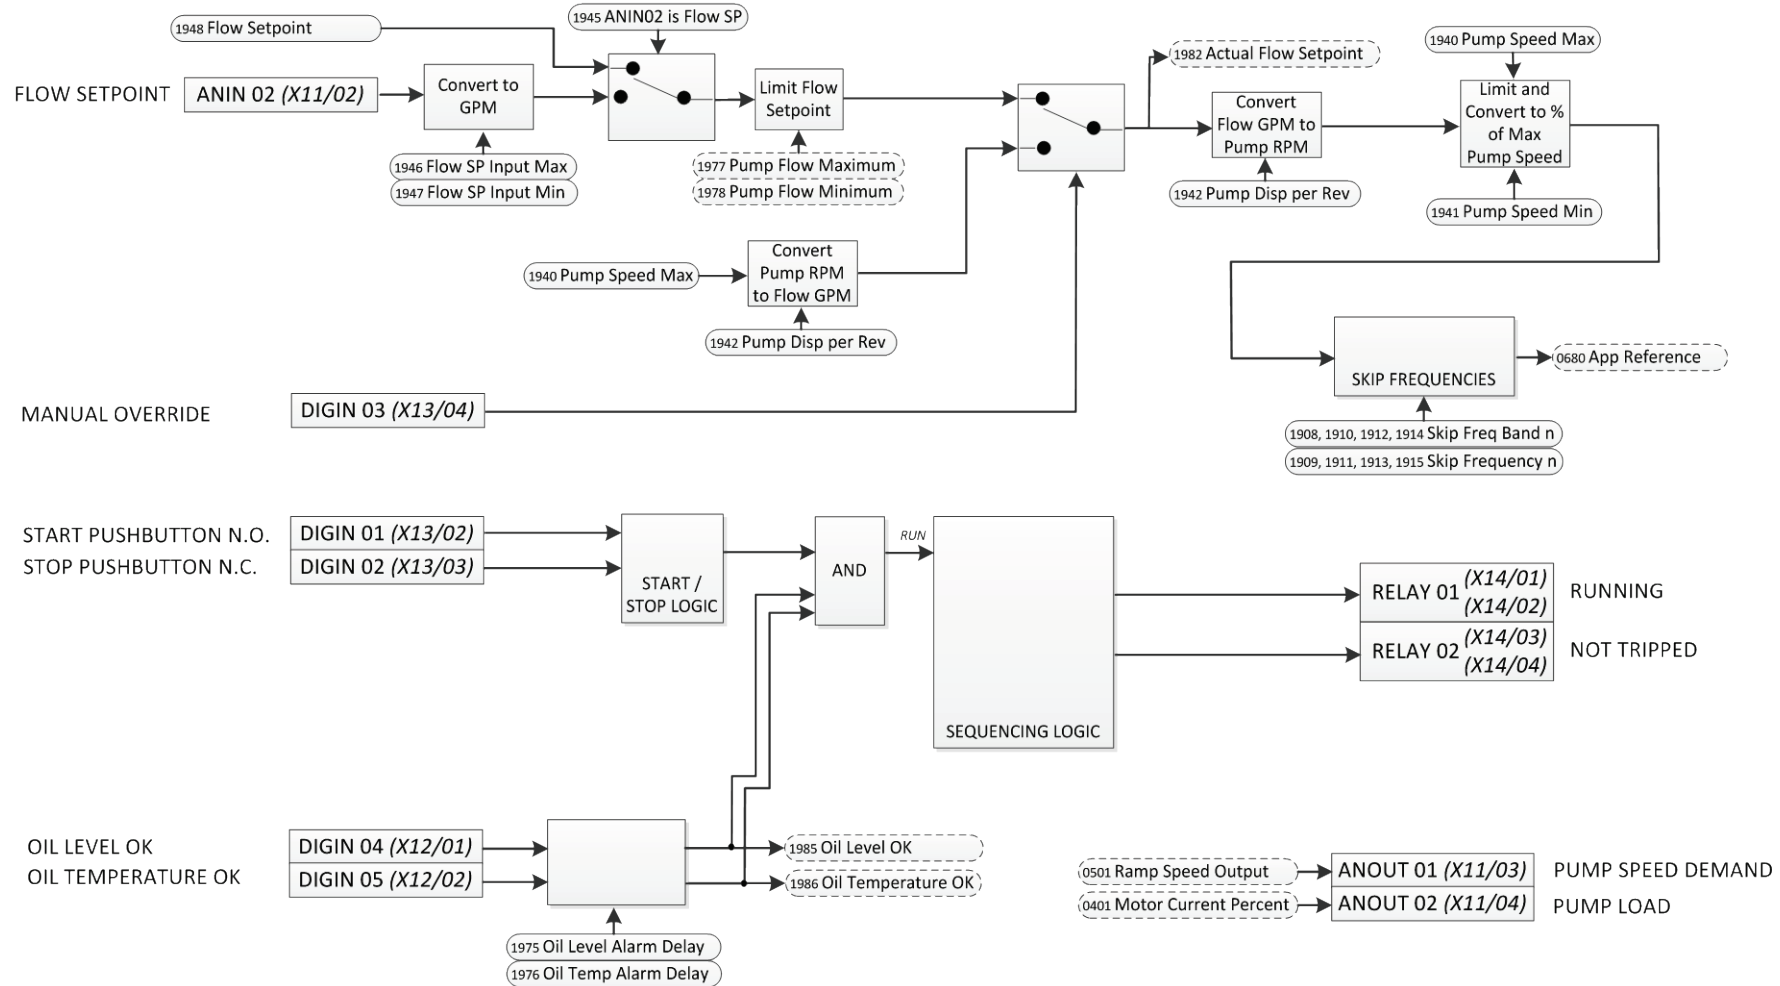 1945 ANIN02 is Flow SP
1948 Flow Setpoint
FLOW SETPOINT
ANIN 02 (X11/02)
Convert to
GPM
1946 Flow SP Input Max
1947 Flow SP Input Min
Limit Flow
Setpoint
1977 Pump Flow Maximum
1978 Pump Flow Minimum
1982 Actual Flow Setpoint
Convert
Flow GPM to
Pump RPM
1942 Pump Disp per Rev
1940 Pump Speed Max
Limit and
Convert to %
of Max
Pump Speed
1941 Pump Speed Min
1940 Pump Speed Max
Convert
Pump RPM
to Flow GPM
1942 Pump Disp per Rev
SKIP FREQUENCIES
0680 App Reference
1908, 1910, 1912, 1914 Skip Freq Band n
1909, 1911, 1913, 1915 Skip Frequency n
MANUAL OVERRIDE
DIGIN 03 (X13/04)
START PUSHBUTTON N.O.
DIGIN 01 (X13/02)
STOP PUSHBUTTON N.C.
DIGIN 02 (X13/03)
START /
STOP LOGIC
AND
RUN
SEQUENCING LOGIC
RELAY 01 (X14/01)
(X14/02)
RUNNING
RELAY 02 (X14/03)
(X14/04)
NOT TRIPPED
OIL LEVEL OK
DIGIN 04 (X12/01)
OIL TEMPERATURE OK
DIGIN 05 (X12/02)
1985 Oil Level OK
1986 Oil Temperature OK
1975 Oil Level Alarm Delay
1976 Oil Temp Alarm Delay
0501 Ramp Speed Output
ANOUT 01 (X11/03)
PUMP SPEED DEMAND
0401 Motor Current Percent
ANOUT 02 (X11/04)
PUMP LOAD